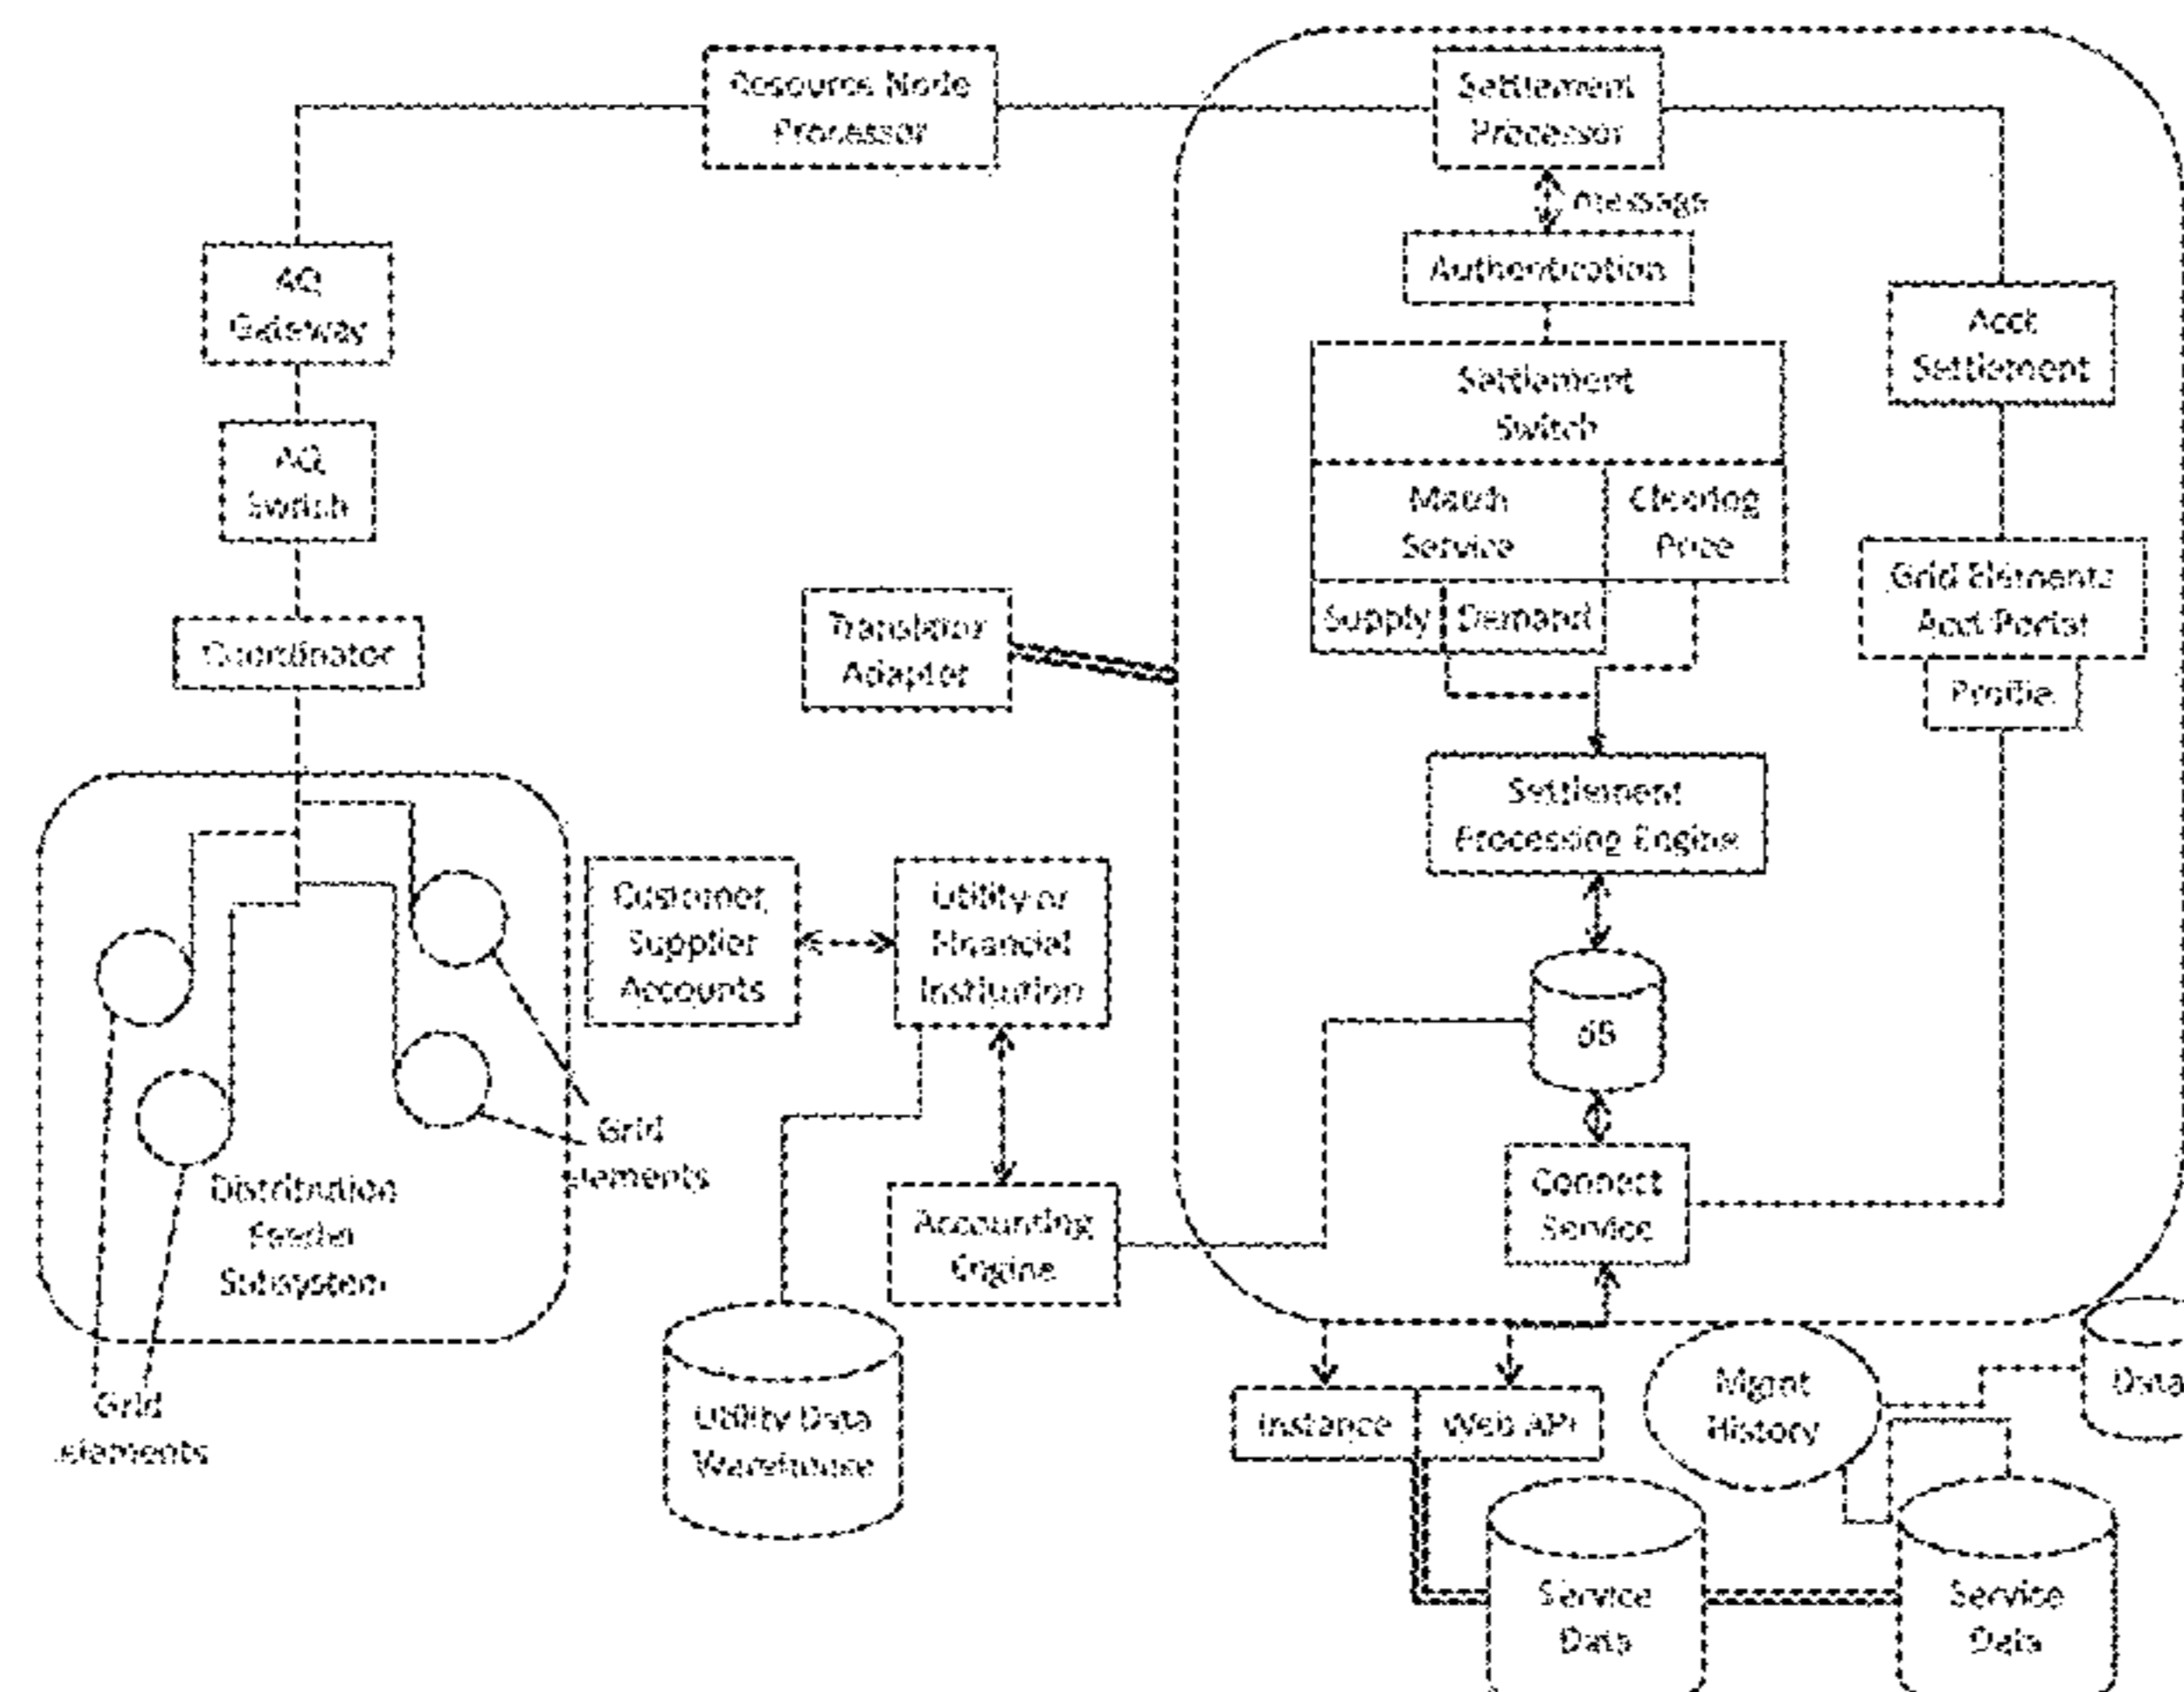 Resource Node
Processor
Settlement
Processor
message
Authentication
AQ
Gateway
Acct
Settlement
Settlement
Switch
AQ
Switch
Match
Service
Clearing
Price
Grid Elements
Acct Portal
Supply
Demand
Translator
Adapter
Coordinator
Profile
Settlement
Processing Engine
Customer,
Supplier
Accounts
Utility or
Financial
Institution
dB
Grid
elements
Distribution
Feeder
Subsystem
Connect
Service
Accounting
Engine
Grid
elements
Utility Data
Warehouse
Instance
Web API
Mgmt
History
Data
Service
Data
Service
Data